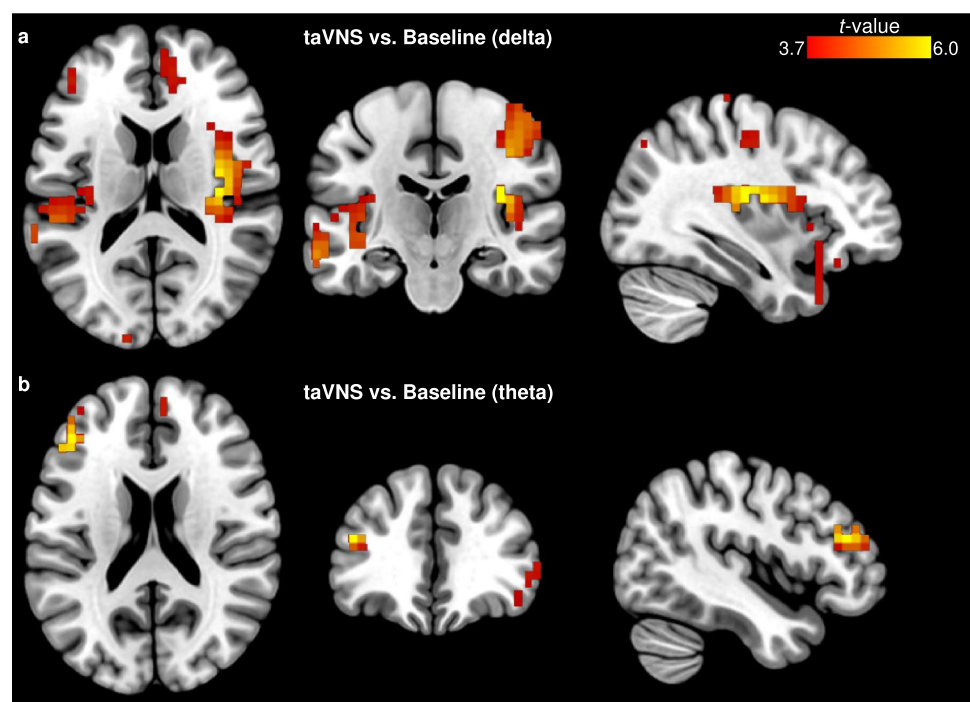 a
taVNS vs. Baseline (delta)
t-value
3.7 6.0
b
taVNS vs. Baseline (theta)